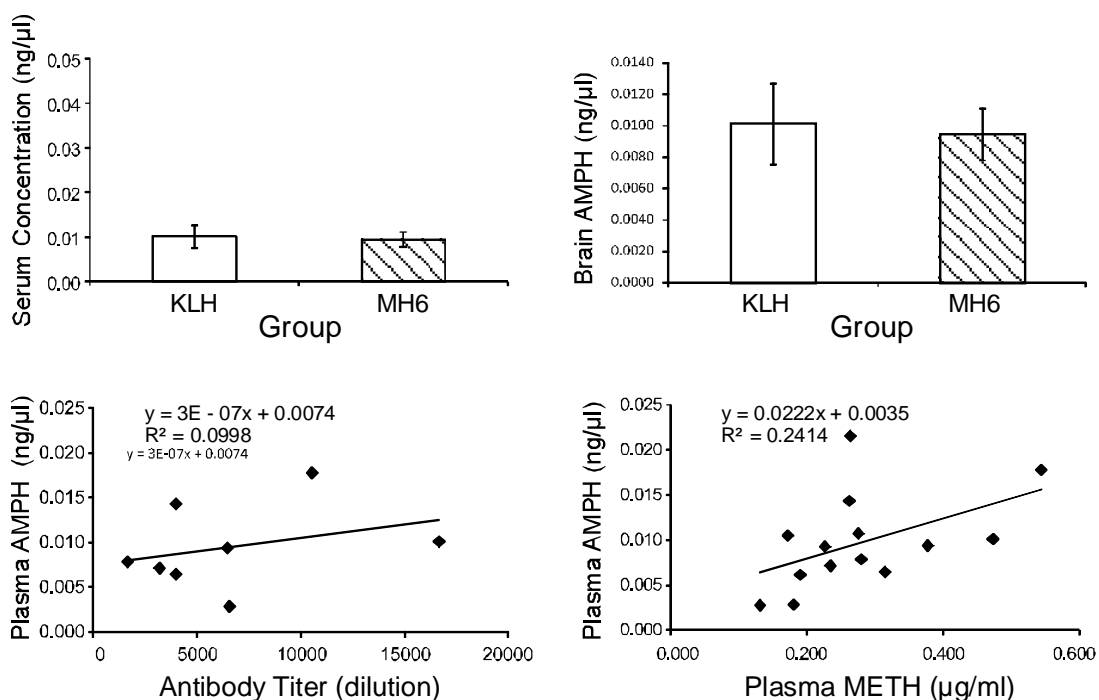 Serum Concentration (ng/µl)
0.05
0.04
0.03
0.02
0.01
0.00
KLH
MH6
Group
Brain AMPH (ng/µl)
0.0140
0.0120
0.0100
0.0080
0.0060
0.0040
0.0020
0.0000
KLH
MH6
Group
Plasma AMPH (ng/µl)
0.025
0.020
0.015
0.010
0.005
0.000
y = 3E - 07x + 0.0074
R² = 0.0998
y = 3E-07x + 0.0074
0 5000 10000 15000 20000
Antibody Titer (dilution)
Plasma AMPH (ng/µl)
0.025
0.020
0.015
0.010
0.005
0.000
y = 0.0222x + 0.0035
R² = 0.2414
0.000 0.200 0.400 0.600
Plasma METH (µg/ml)